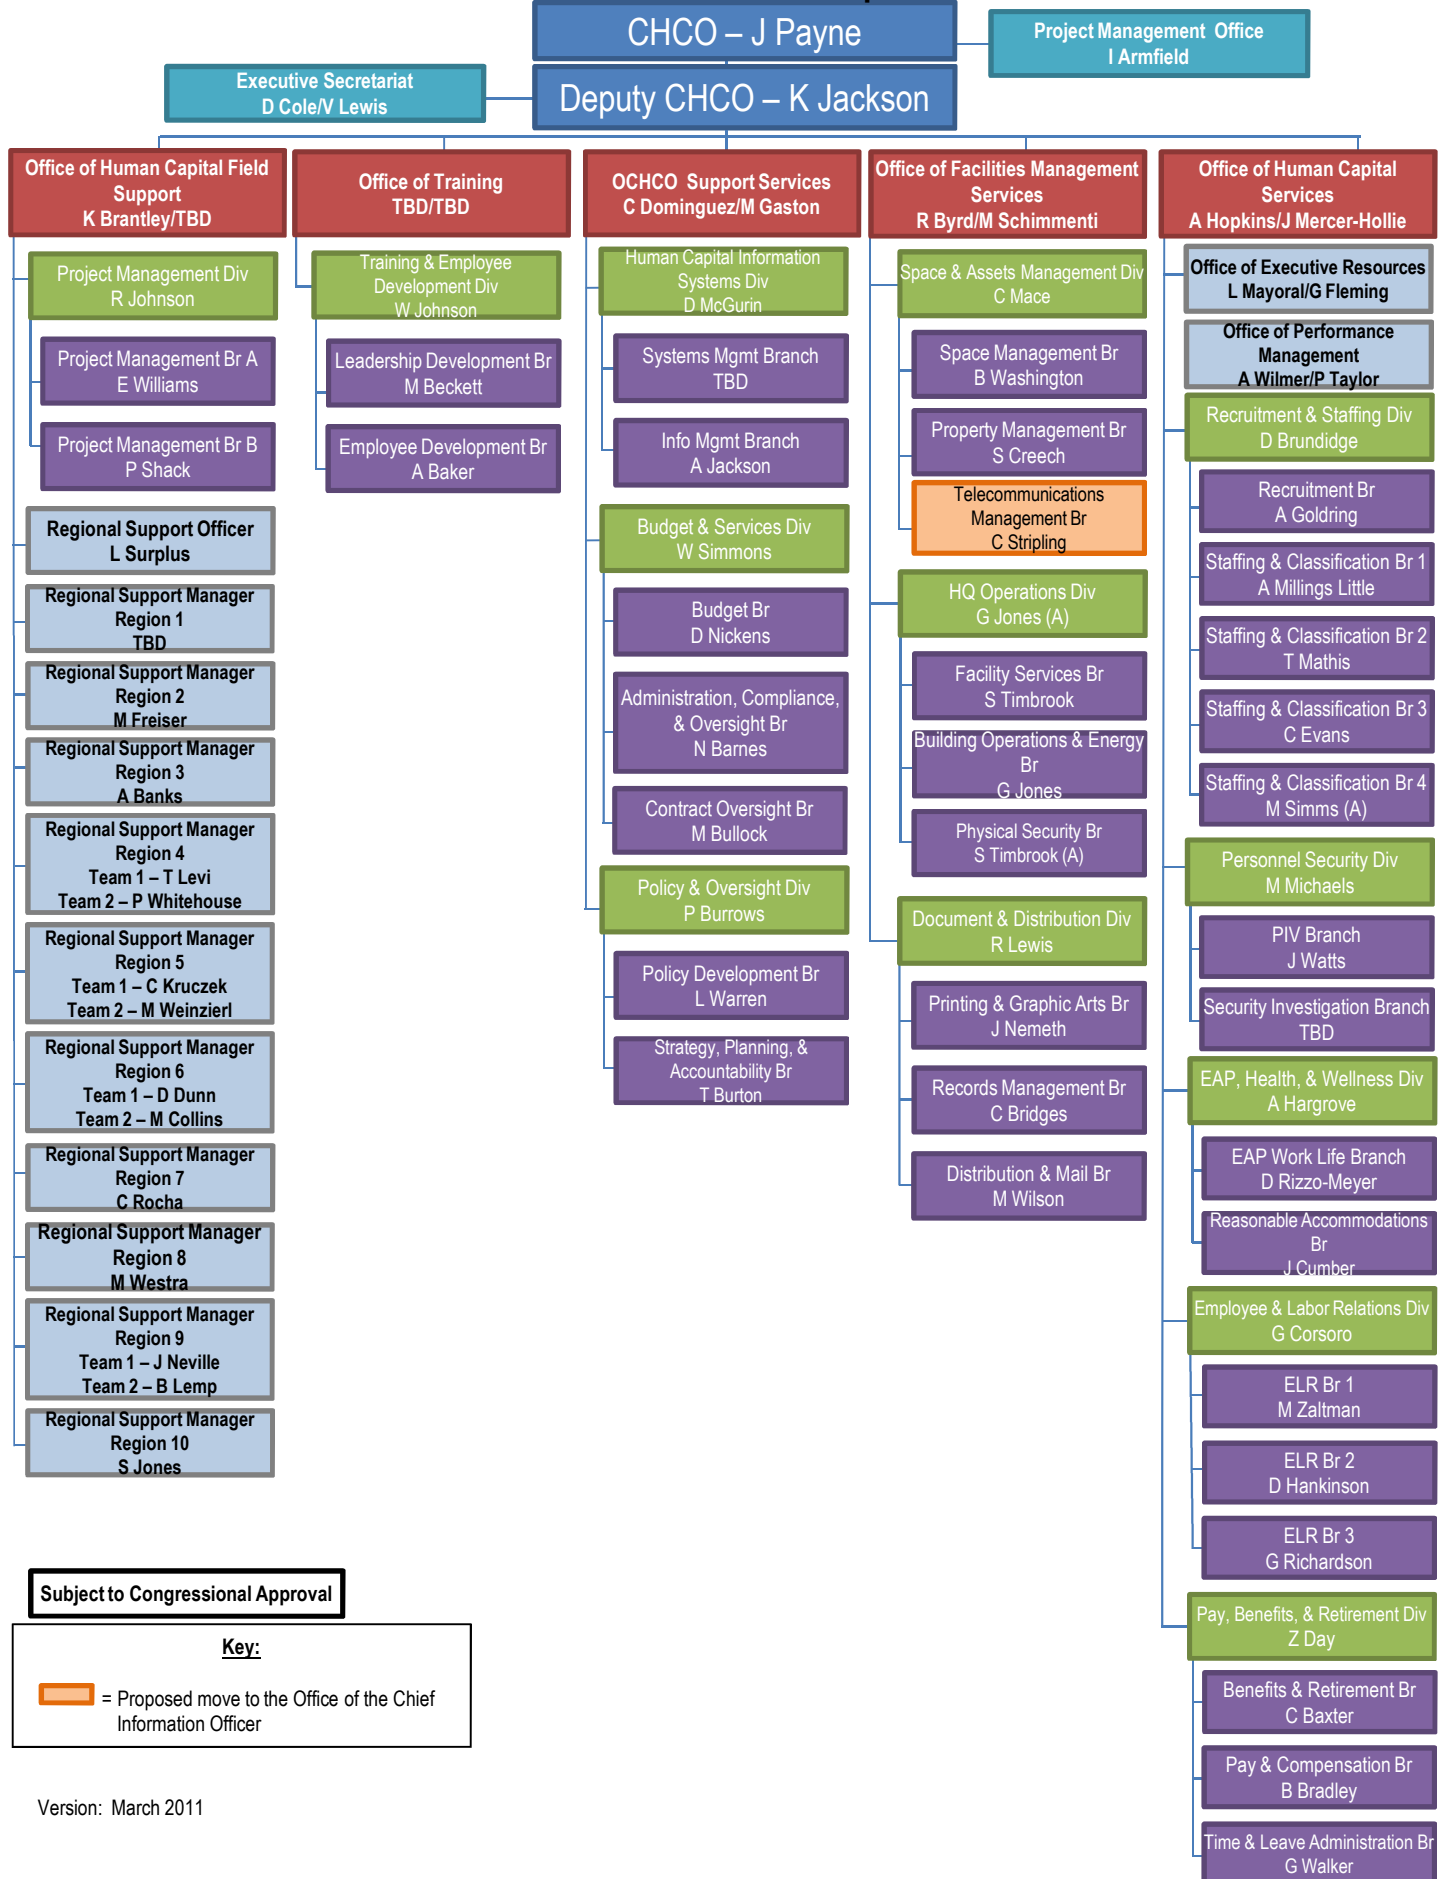 CHCO – J Payne
Project Management Office
I Armfield
Executive Secretariat
D Cole/V Lewis
Deputy CHCO – K Jackson
Office of Human Capital Field
Support
K Brantley/TBD
Project Management Div
R Johnson
Project Management Br A
E Williams
Project Management Br B
P Shack
Regional Support Officer
L Surplus
Regional Support Manager
Region 1
TBD
Regional Support Manager
Region 2
M Freiser
Regional Support Manager
Region 3
A Banks
Regional Support Manager
Region 4
Team 1 – T Levi
Team 2 – P Whitehouse
Regional Support Manager
Region 5
Team 1 – C Kruczek
Team 2 – M Weinzierl
Regional Support Manager
Region 6
Team 1 – D Dunn
Team 2 – M Collins
Regional Support Manager
Region 7
C Rocha
Regional Support Manager
Region 8
M Westra
Regional Support Manager
Region 9
Team 1 – J Neville
Team 2 – B Lemp
Regional Support Manager
Region 10
S Jones
Office of Training
TBD/TBD
Training & Employee
Development Div
W Johnson
Leadership Development Br
M Beckett
Employee Development Br
A Baker
OCHCO Support Services
C Dominguez/M Gaston
Human Capital Information
Systems Div
D McGurin
Systems Mgmt Branch
TBD
Info Mgmt Branch
A Jackson
Budget & Services Div
W Simmons
Budget Br
D Nickens
Administration, Compliance,
& Oversight Br
N Barnes
Contract Oversight Br
M Bullock
Policy & Oversight Div
P Burrows
Policy Development Br
L Warren
Strategy, Planning, &
Accountability Br
T Burton
Office of Facilities Management
Services
R Byrd/M Schimmenti
Space & Assets Management Div
C Mace
Space Management Br
B Washington
Property Management Br
S Creech
Telecommunications
Management Br
C Stripling
HQ Operations Div
G Jones (A)
Facility Services Br
S Timbrook
Building Operations & Energy
Br
G Jones
Physical Security Br
S Timbrook (A)
Document & Distribution Div
R Lewis
Printing & Graphic Arts Br
J Nemeth
Records Management Br
C Bridges
Distribution & Mail Br
M Wilson
Office of Human Capital
Services
A Hopkins/J Mercer-Hollie
Office of Executive Resources
L Mayoral/G Fleming
Office of Performance
Management
A Wilmer/P Taylor
Recruitment & Staffing Div
D Brundidge
Recruitment Br
A Goldring
Staffing & Classification Br 1
A Millings Little
Staffing & Classification Br 2
T Mathis
Staffing & Classification Br 3
C Evans
Staffing & Classification Br 4
M Simms (A)
Personnel Security Div
M Michaels
PIV Branch
J Watts
Security Investigation Branch
TBD
EAP, Health, & Wellness Div
A Hargrove
EAP Work Life Branch
D Rizzo-Meyer
Reasonable Accommodations
Br
J Cumber
Employee & Labor Relations Div
G Corsoro
ELR Br 1
M Zaltman
ELR Br 2
D Hankinson
ELR Br 3
G Richardson
Pay, Benefits, & Retirement Div
Z Day
Benefits & Retirement Br
C Baxter
Pay & Compensation Br
B Bradley
Time & Leave Administration Br
G Walker
Subject to Congressional Approval
Key:
= Proposed move to the Office of the Chief
Information Officer
Version: March 2011